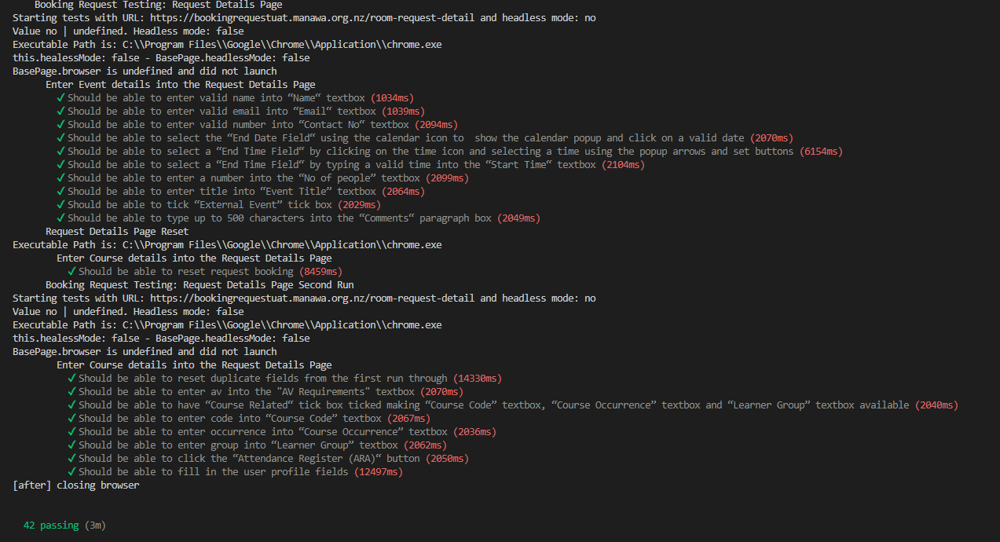 Booking Request Testing: Request Details Page
Starting tests with URL: https://bookingrequestuat.manawa.org.nz/room-request-detail and headless mode: no
Value no | undefined. Headless mode: false
Executable Path is: C:\\Program Files\\Google\\Chrome\\Application\\chrome.exe
this.healessMode: false - BasePage.headlessMode: false
BasePage.browser is undefined and did not launch
Enter Event details into the Request Details Page
✓ Should be able to enter valid name into “Name“ textbox (1034ms)
✓ Should be able to enter valid email into “Email“ textbox (1039ms)
✓ Should be able to enter valid number into “Contact No“ textbox (2094ms)
✓ Should be able to select the “End Date Field“ using the calendar icon to  show the calendar popup and click on a valid date (2070ms)
✓ Should be able to select a “End Time Field“ by clicking on the time icon and selecting a time using the popup arrows and set buttons (6154ms)
✓ Should be able to select a “End Time Field“ by typing a valid time into the “Start Time“ textbox (2104ms)
✓ Should be able to enter a number into the “No of people” textbox (2099ms)
✓ Should be able to enter title into “Event Title” textbox (2064ms)
✓ Should be able to tick “External Event” tick box (2029ms)
✓ Should be able to type up to 500 characters into the “Comments“ paragraph box (2049ms)
Request Details Page Reset
Executable Path is: C:\\Program Files\\Google\\Chrome\\Application\\chrome.exe
Enter Course details into the Request Details Page
✓ Should be able to reset request booking (8459ms)
Booking Request Testing: Request Details Page Second Run
Starting tests with URL: https://bookingrequestuat.manawa.org.nz/room-request-detail and headless mode: no
Value no | undefined. Headless mode: false
Executable Path is: C:\\Program Files\\Google\\Chrome\\Application\\chrome.exe
this.healessMode: false - BasePage.headlessMode: false
BasePage.browser is undefined and did not launch
Enter Course details into the Request Details Page
✓ Should be able to reset duplicate fields from the first run through (14330ms)
✓ Should be able to enter av into the "AV Requirements" textbox (2070ms)
✓ Should be able to have “Course Related“ tick box ticked making “Course Code” textbox, “Course Occurrence” textbox and “Learner Group” textbox available (2040ms)
✓ Should be able to enter code into “Course Code” textbox (2067ms)
✓ Should be able to enter occurrence into “Course Occurrence” textbox (2036ms)
✓ Should be able to enter group into “Learner Group” textbox (2062ms)
✓ Should be able to click the “Attendance Register (ARA)“ button (2050ms)
✓ Should be able to fill in the user profile fields (12497ms)
[after] closing browser
42 passing (3m)